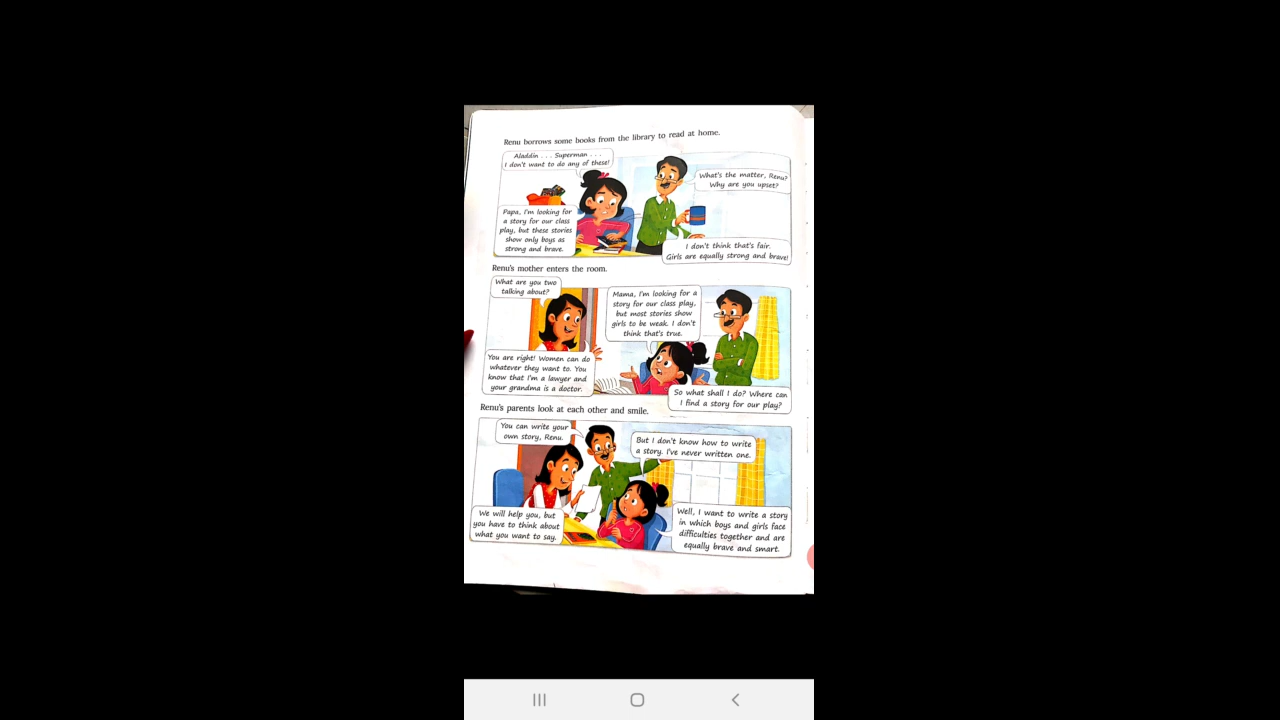 Renu borrows some books from the library to read at home.
Aladdin . . . Superman . . .
I don't want to do any of these!
What's the matter, Renu?
Why are you upset?
Papa, I'm looking for
a story for our class
play, but these stories
show only boys as
strong and brave.
I don't think that's fair.
Girls are equally strong and brave!
Renu's mother enters the room.
What are you two
talking about?
Mama, I'm looking for a
story for our class play,
but most stories show
girls to be weak. I don't
think that's true.
You are right! Women can do
whatever they want to. You
know that I'm a lawyer and
your grandma is a doctor.
So what shall I do? Where can
I find a story for our play?
Renu's parents look at each other and smile.
You can write your
own story, Renu.
But I don't know how to write
a story. I've never written one.
We will help you, but
you have to think about
what you want to say.
Well, I want to write a story
in which boys and girls face
difficulties together and are
equally brave and smart.